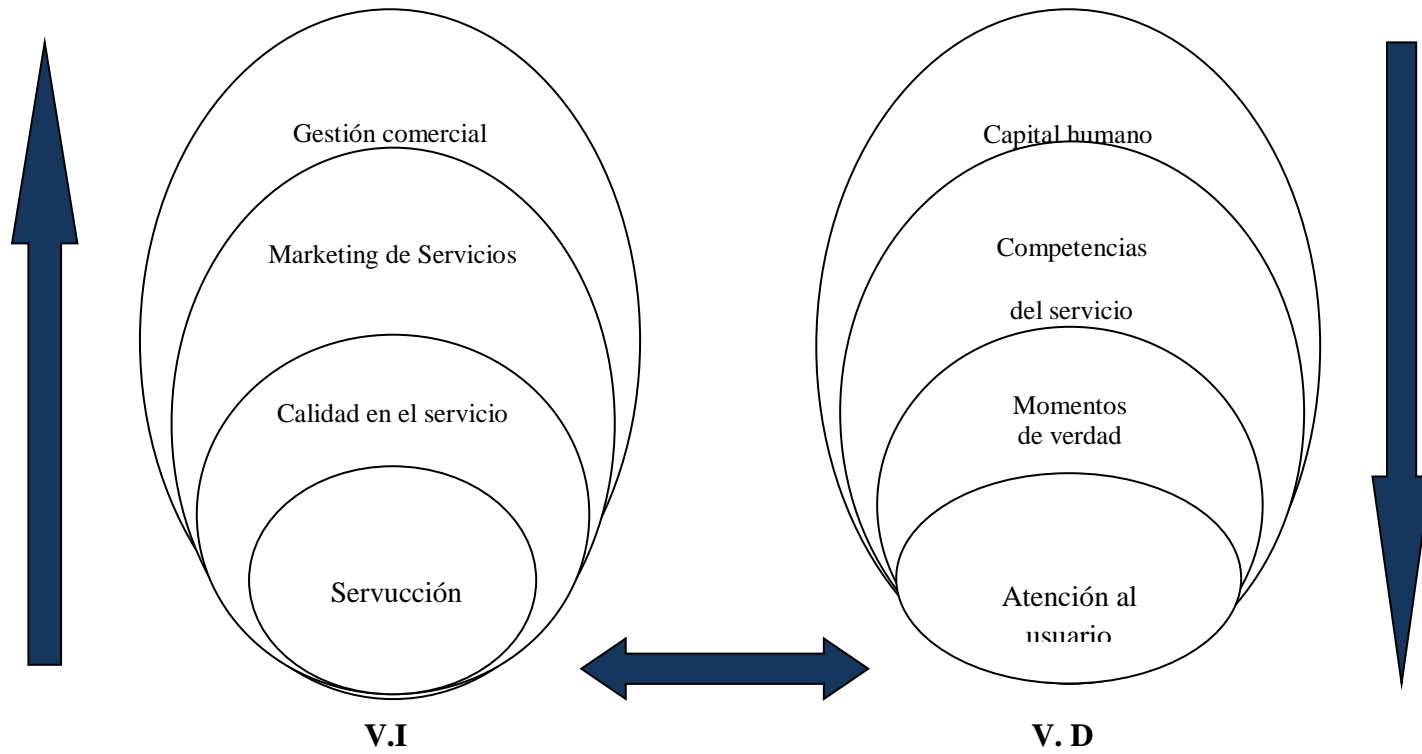 Gestión comercial
Marketing de Servicios
Calidad en el servicio
Servucción
V.I
Capital humano
Competencias
del servicio
Momentos
de verdad
Atención al
usuario
V. D